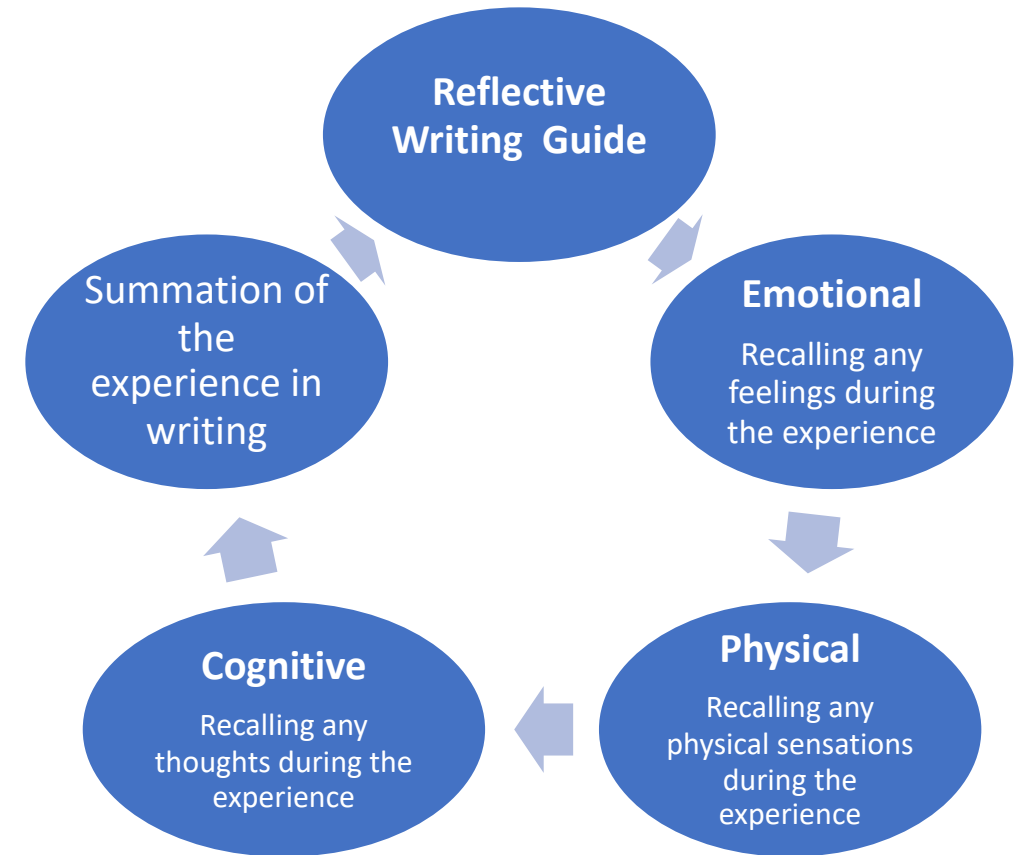 Reflective
Writing  Guide
Emotional
Recalling any
feelings during
the experience
Physical
Recalling any
physical sensations
during the
experience
Cognitive
Recalling any
thoughts during the
experience
Summation of
the
experience in
writing